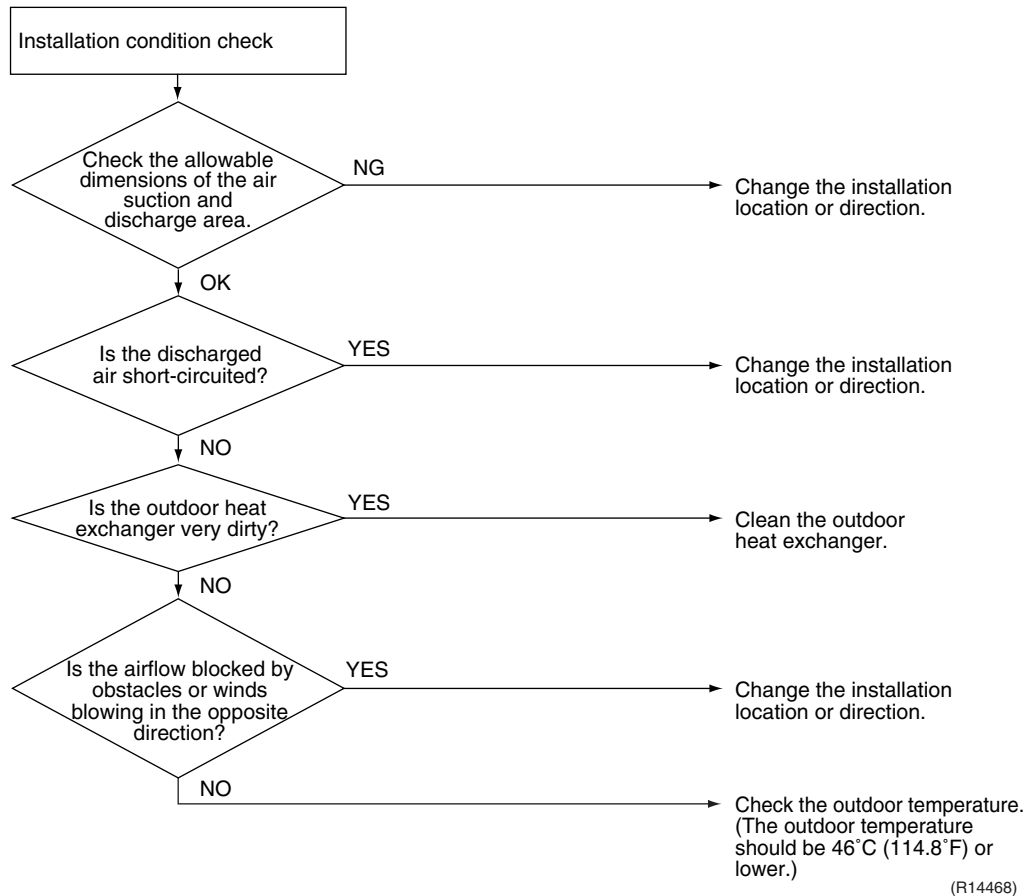 Installation condition check
Check the allowable
dimensions of the air
suction and
discharge area.
NG
Change the installation
location or direction.
OK
Is the discharged
air short-circuited?
YES
Change the installation
location or direction.
NO
Is the outdoor heat
exchanger very dirty?
YES
Clean the outdoor
heat exchanger.
NO
Is the airflow blocked by
obstacles or winds
blowing in the opposite
direction?
YES
Change the installation
location or direction.
NO
Check the outdoor temperature.
(The outdoor temperature
should be 46˚C (114.8˚F) or
lower.)
(R14468)